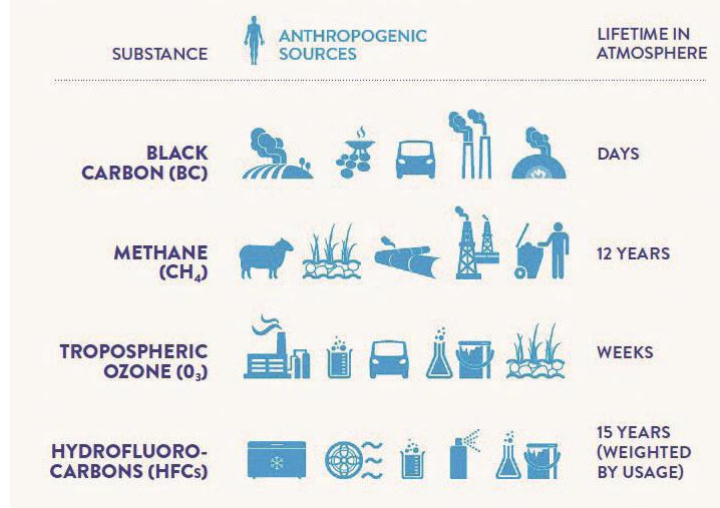 SUBSTANCE
ANTHROPOGENIC
SOURCES
LIFETIME IN
ATMOSPHERE
BLACK
CARBON (BC)
DAYS
METHANE
(CH₄)
12 YEARS
TROPOSPHERIC
OZONE (0₃)
WEEKS
HYDROFLUORO-
CARBONS (HFCs)
15 YEARS
(WEIGHTED
BY USAGE)